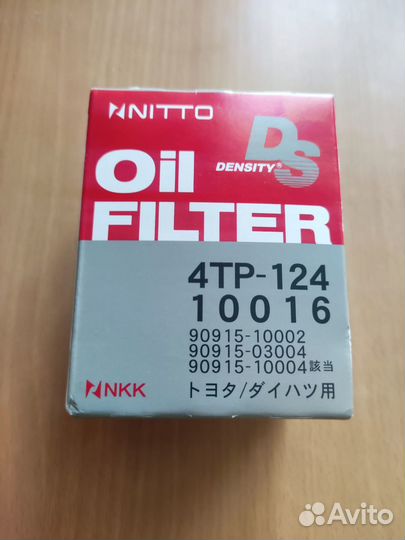 NITTO
DS
DENSITY®
Oil
FILTER
4TP-124
10016
90915-10002
90915-03004
90915-10004該当
NKK
トヨタ/ダイハツ用
Avito